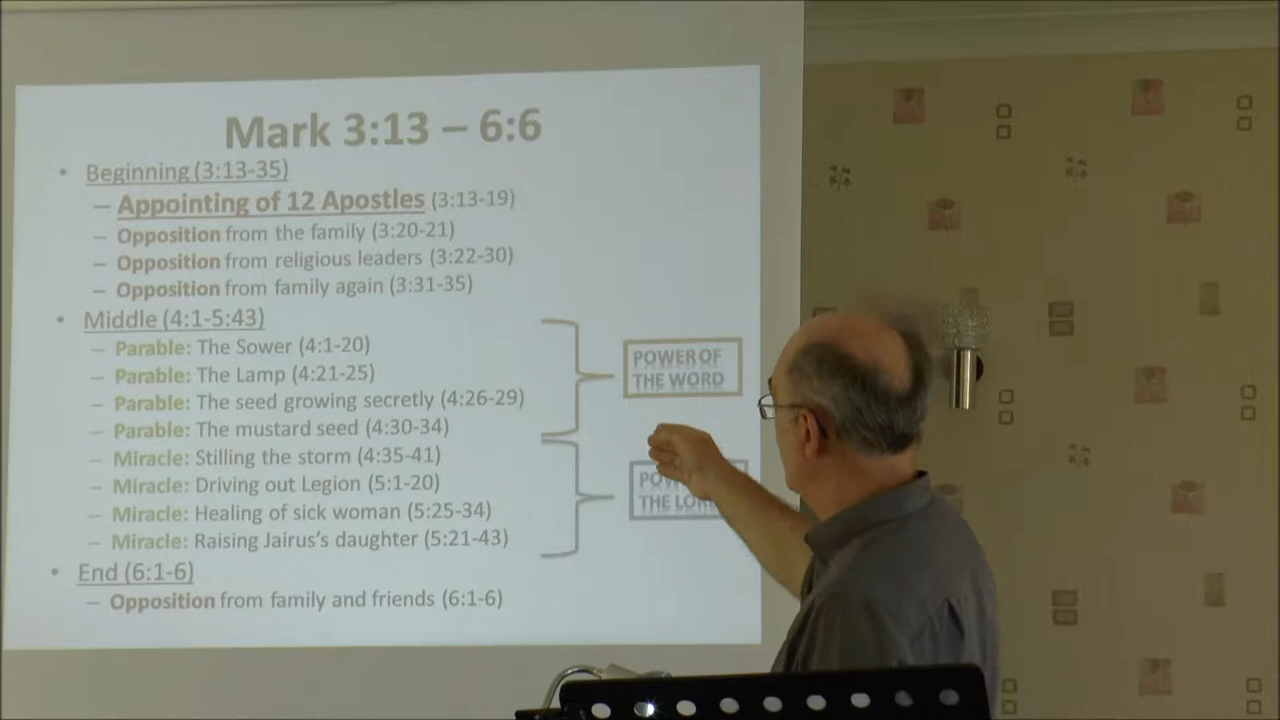 Mark 3:13 – 6:6
• Beginning (3:13-35)
– Appointing of 12 Apostles (3:13-19)
– Opposition from the family (3:20-21)
– Opposition from religious leaders (3:22-30)
– Opposition from family again (3:31-35)
• Middle (4:1-5:43)
– Parable: The Sower (4:1-20)
– Parable: The Lamp (4:21-25)
– Parable: The seed growing secretly (4:26-29)
– Parable: The mustard seed (4:30-34)
– Miracle: Stilling the storm (4:35-41)
– Miracle: Driving out Legion (5:1-20)
– Miracle: Healing of sick woman (5:25-34)
– Miracle: Raising Jairus's daughter (5:21-43)
• End (6:1-6)
– Opposition from family and friends (6:1-6)
POWER OF
THE WORD
THE LORD